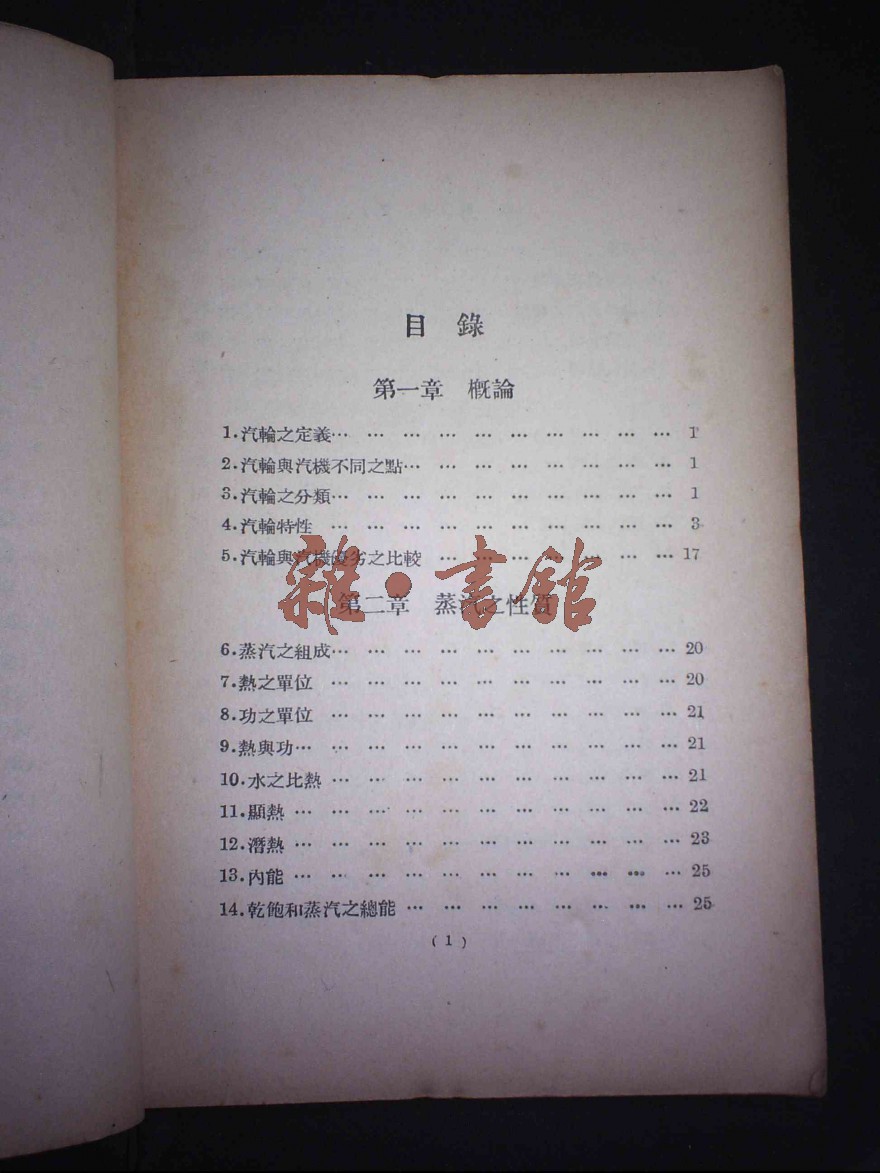 目 錄
第一章 槪論
1.汽輪之定義… … … … … … … … … … 1
2.汽輪與汽機不同之點… … … … … … … … 1
3.汽輪之分類… … … … … … … … … … 1
4.汽輪特性 … … … … … … … … … … 3
5.汽輪與汽機優劣之比較 … … … … … … … 17
雜·書館
第二章 蒸汽之性質
6.蒸汽之組成… … … … … … … … … … 20
7.熱之單位 … … … … … … … … … … 20
8.功之單位 … … … … … … … … … … 21
9.熱與功… … … … … … … … … … … 21
10.水之比熱 … … … … … … … … … … 21
11.顯熱 … … … … … … … … … … … 22
12.潛熱 … … … … … … … … … … … 23
13.內能 … … … … … … … … … … … 25
14.乾飽和蒸汽之總能 … … … … … … … … 25
( 1 )